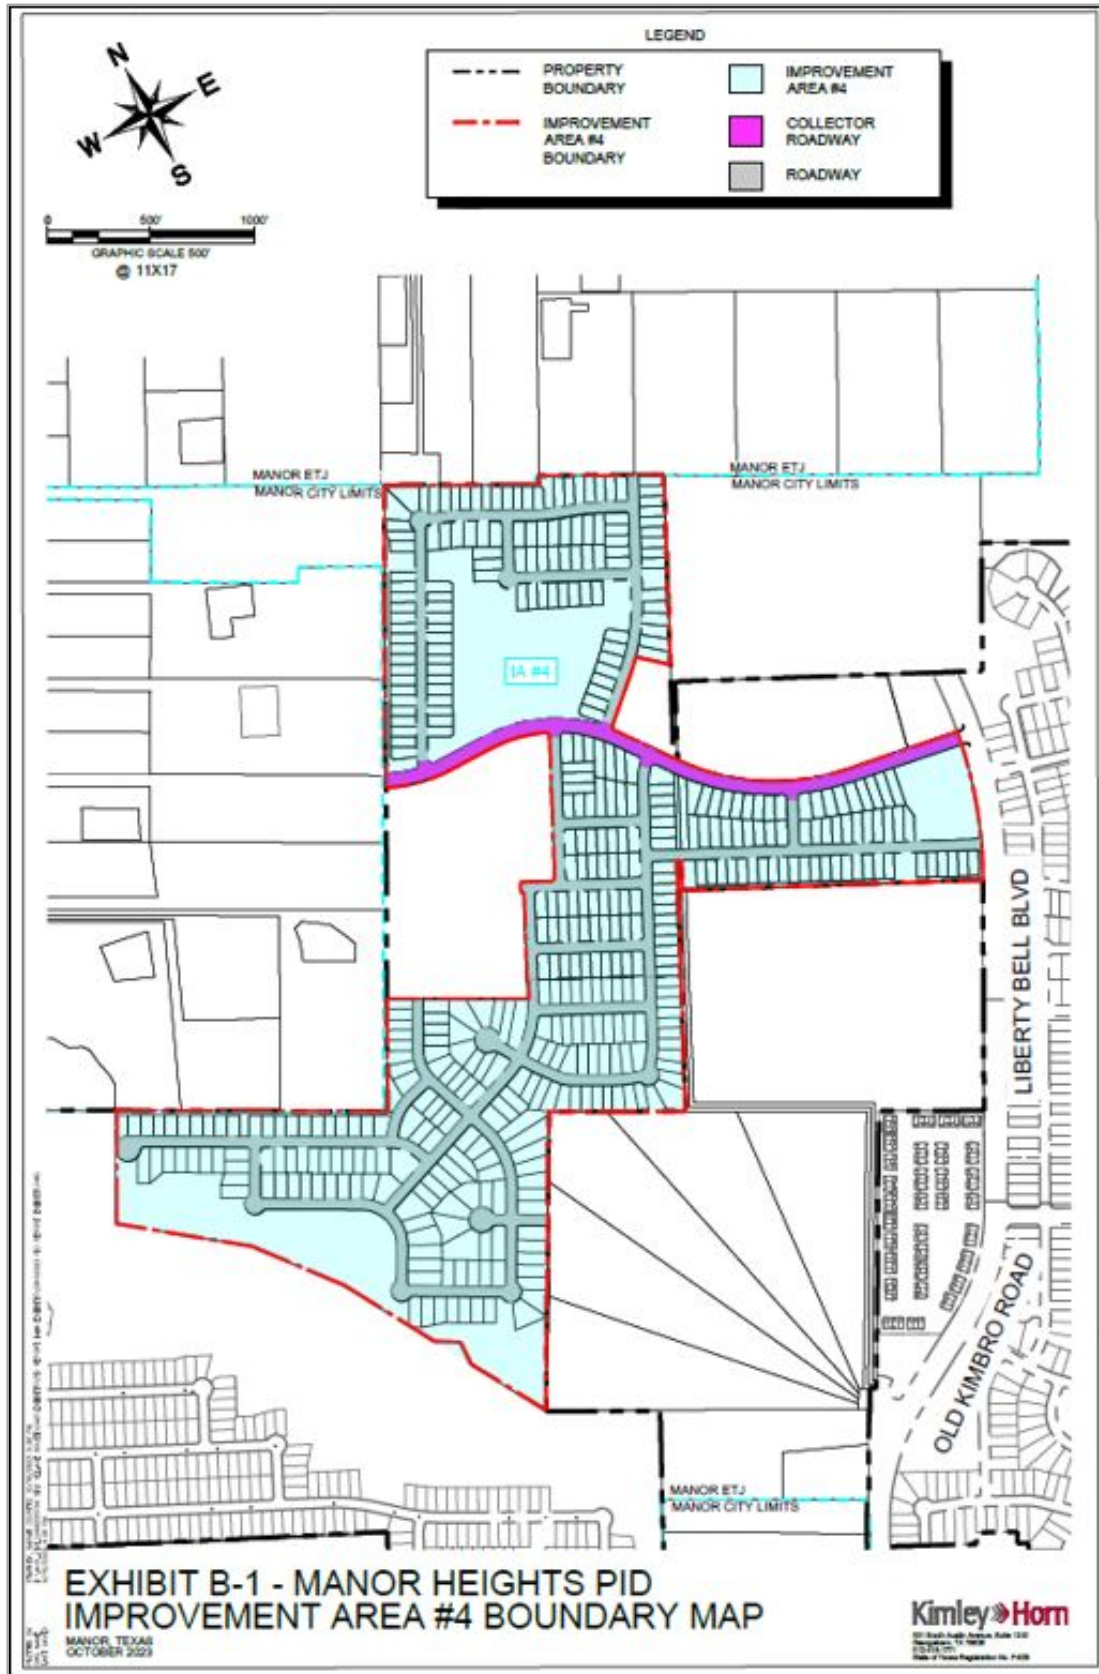 LEGEND
PROPERTY
BOUNDARY
IMPROVEMENT
AREA #4
BOUNDARY
IMPROVEMENT
AREA #4
COLLECTOR
ROADWAY
ROADWAY
N
E
W
S
0 500' 1000'
GRAPHIC SCALE 500'
@ 11X17
MANOR ETJ
MANOR CITY LIMITS
MANOR ETJ
MANOR CITY LIMITS
IA #4
LIBERTY BELL BLVD
OLD KIMBRO ROAD
MANOR ETJ
MANOR CITY LIMITS
EXHIBIT B-1 - MANOR HEIGHTS PID
IMPROVEMENT AREA #4 BOUNDARY MAP
MANOR, TEXAS
OCTOBER 2023
Kimley»Horn